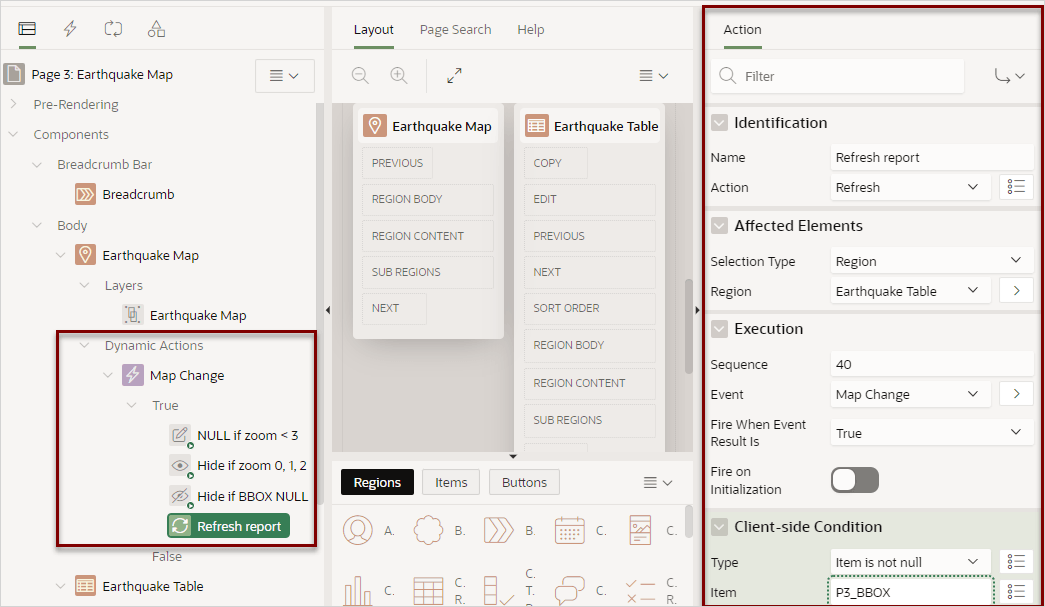 Page 3: Earthquake Map
Pre-Rendering
Components
Breadcrumb Bar
Breadcrumb
Body
Earthquake Map
Layers
Earthquake Map
Dynamic Actions
Map Change
True
NULL if zoom < 3
Hide if zoom 0, 1, 2
Hide if BBOX NULL
Refresh report
False
Earthquake Table
Layout
Page Search
Help
Earthquake Map
PREVIOUS
REGION BODY
REGION CONTENT
SUB REGIONS
NEXT
Earthquake Table
COPY
EDIT
PREVIOUS
NEXT
SORT ORDER
REGION BODY
REGION CONTENT
SUB REGIONS
Regions
Items
Buttons
A.
B.
B.
C.
C.
C.
C.
R.
C.
T.
C.
C.
R.
Action
Filter
Identification
Name
Refresh report
Action
Refresh
Affected Elements
Selection Type
Region
Region
Earthquake Table
Execution
Sequence
40
Event
Map Change
Fire When Event
Result Is
True
Fire on
Initialization
Client-side Condition
Type
Item is not null
Item
P3_BBOX